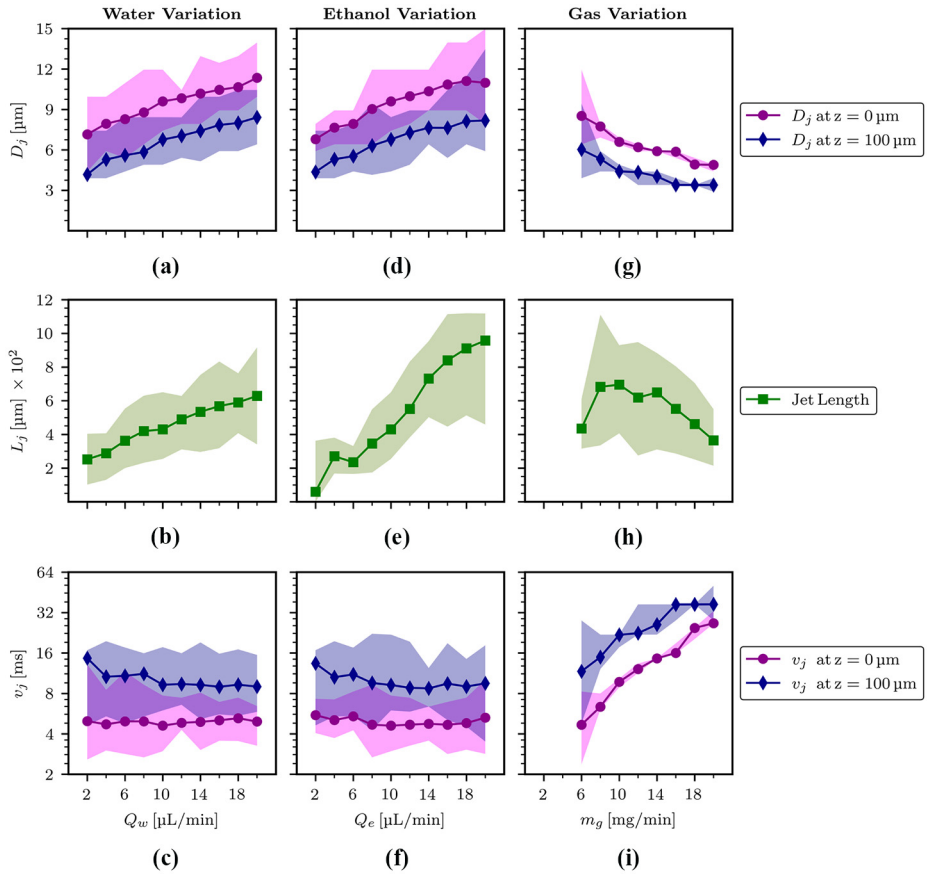 Water Variation
Ethanol Variation
Gas Variation
15
12
9
6
3
D_j [µm]
D_j at z = 0 µm
D_j at z = 100 µm
(a)
(d)
(g)
12
10
8
6
4
2
L_j [µm] × 10²
Jet Length
(b)
(e)
(h)
64
32
16
8
4
2
v_j [ms]
v_j at z = 0 µm
v_j at z = 100 µm
2 6 10 14 18
2 6 10 14 18
2 6 10 14 18
Q_w [µL/min]
Q_e [µL/min]
m_g [mg/min]
(c)
(f)
(i)